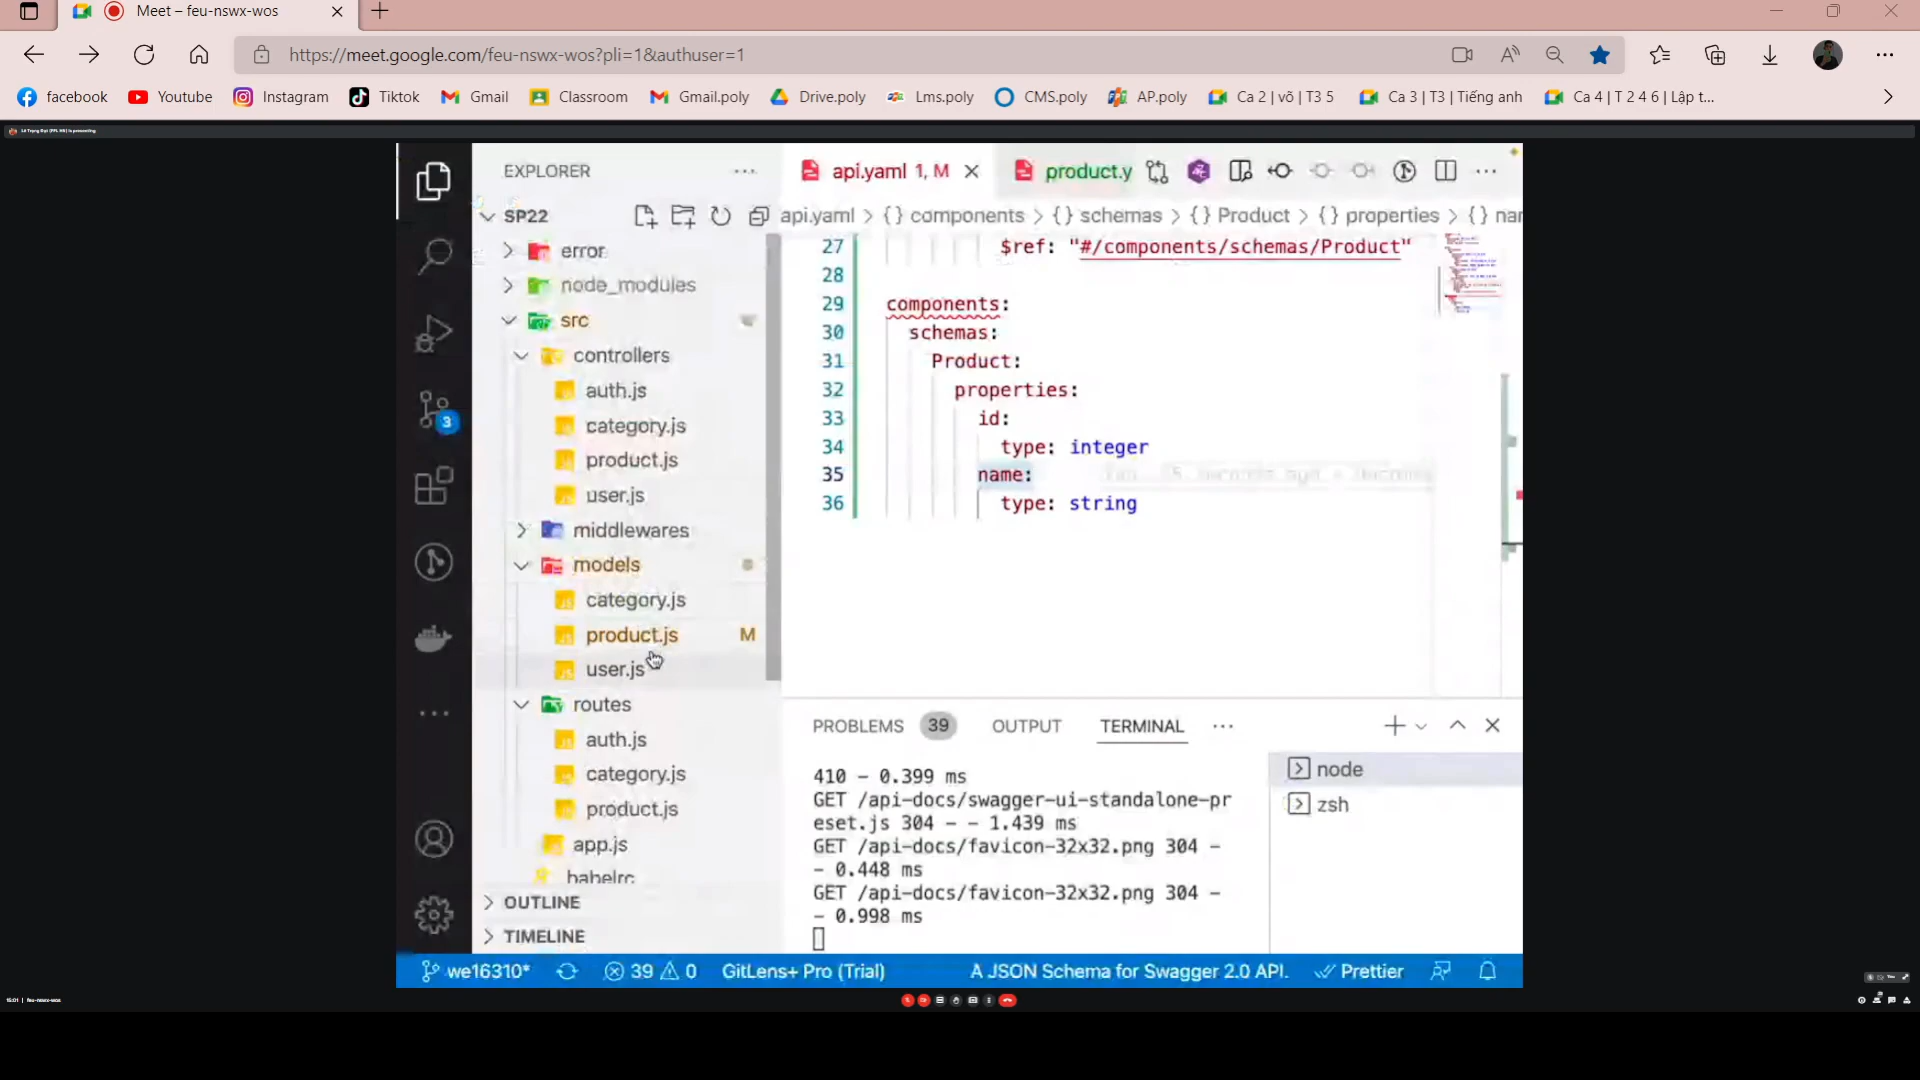 Meet – feu-nswx-wos
https://meet.google.com/feu-nswx-wos?pli=1&authuser=1
facebook Youtube Instagram Tiktok Gmail Classroom Gmail.poly Drive.poly Lms.poly CMS.poly AP.poly Ca 2 | võ | T3 5 Ca 3 | T3 | Tiếng anh Ca 4 | T 2 4 6 | Lập t...
EXPLORER
SP22
error
node_modules
src
controllers
auth.js
category.js
product.js
user.js
middlewares
models
category.js
product.js M
user.js
routes
auth.js
category.js
product.js
app.js
babelrc
OUTLINE
TIMELINE
3
api.yaml 1, M product.y
api.yaml > {} components > {} schemas > {} Product > {} properties > {} nar
27 $ref: "#/components/schemas/Product"
28
29 components:
30 schemas:
31 Product:
32 properties:
33 id:
34 type: integer
35 name:
36 type: string
PROBLEMS 39 OUTPUT TERMINAL
410 – 0.399 ms
GET /api-docs/swagger-ui-standalone-pr
eset.js 304 – – 1.439 ms
GET /api-docs/favicon-32x32.png 304 –
– 0.448 ms
GET /api-docs/favicon-32x32.png 304 –
– 0.998 ms
node
zsh
we16310* 39 0 GitLens+ Pro (Trial) A JSON Schema for Swagger 2.0 API. Prettier
15:01 | feu-nswx-wos